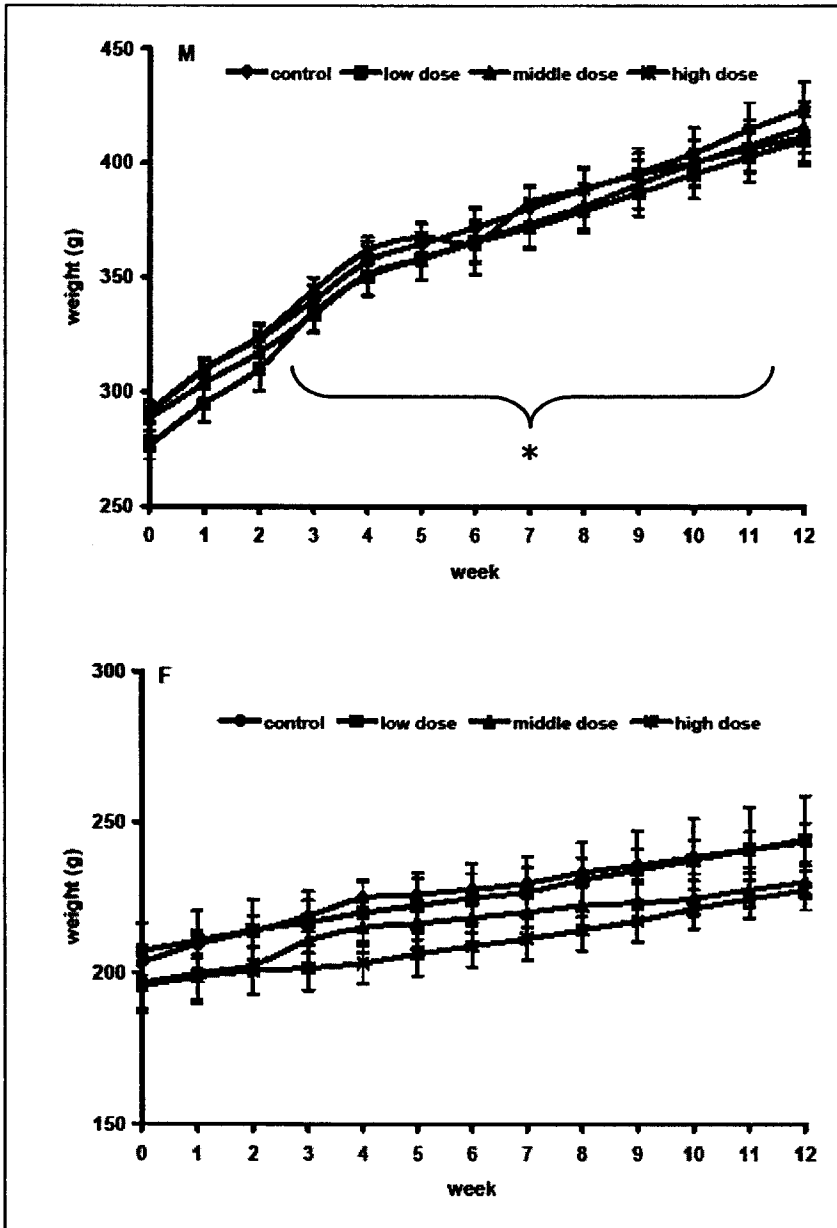 M
450
control low dose middle dose high dose
400
350
300
250
weight (g)
*
0 1 2 3 4 5 6 7 8 9 10 11 12
week
F
300
control low dose middle dose high dose
250
200
150
weight (g)
0 1 2 3 4 5 6 7 8 9 10 11 12
week